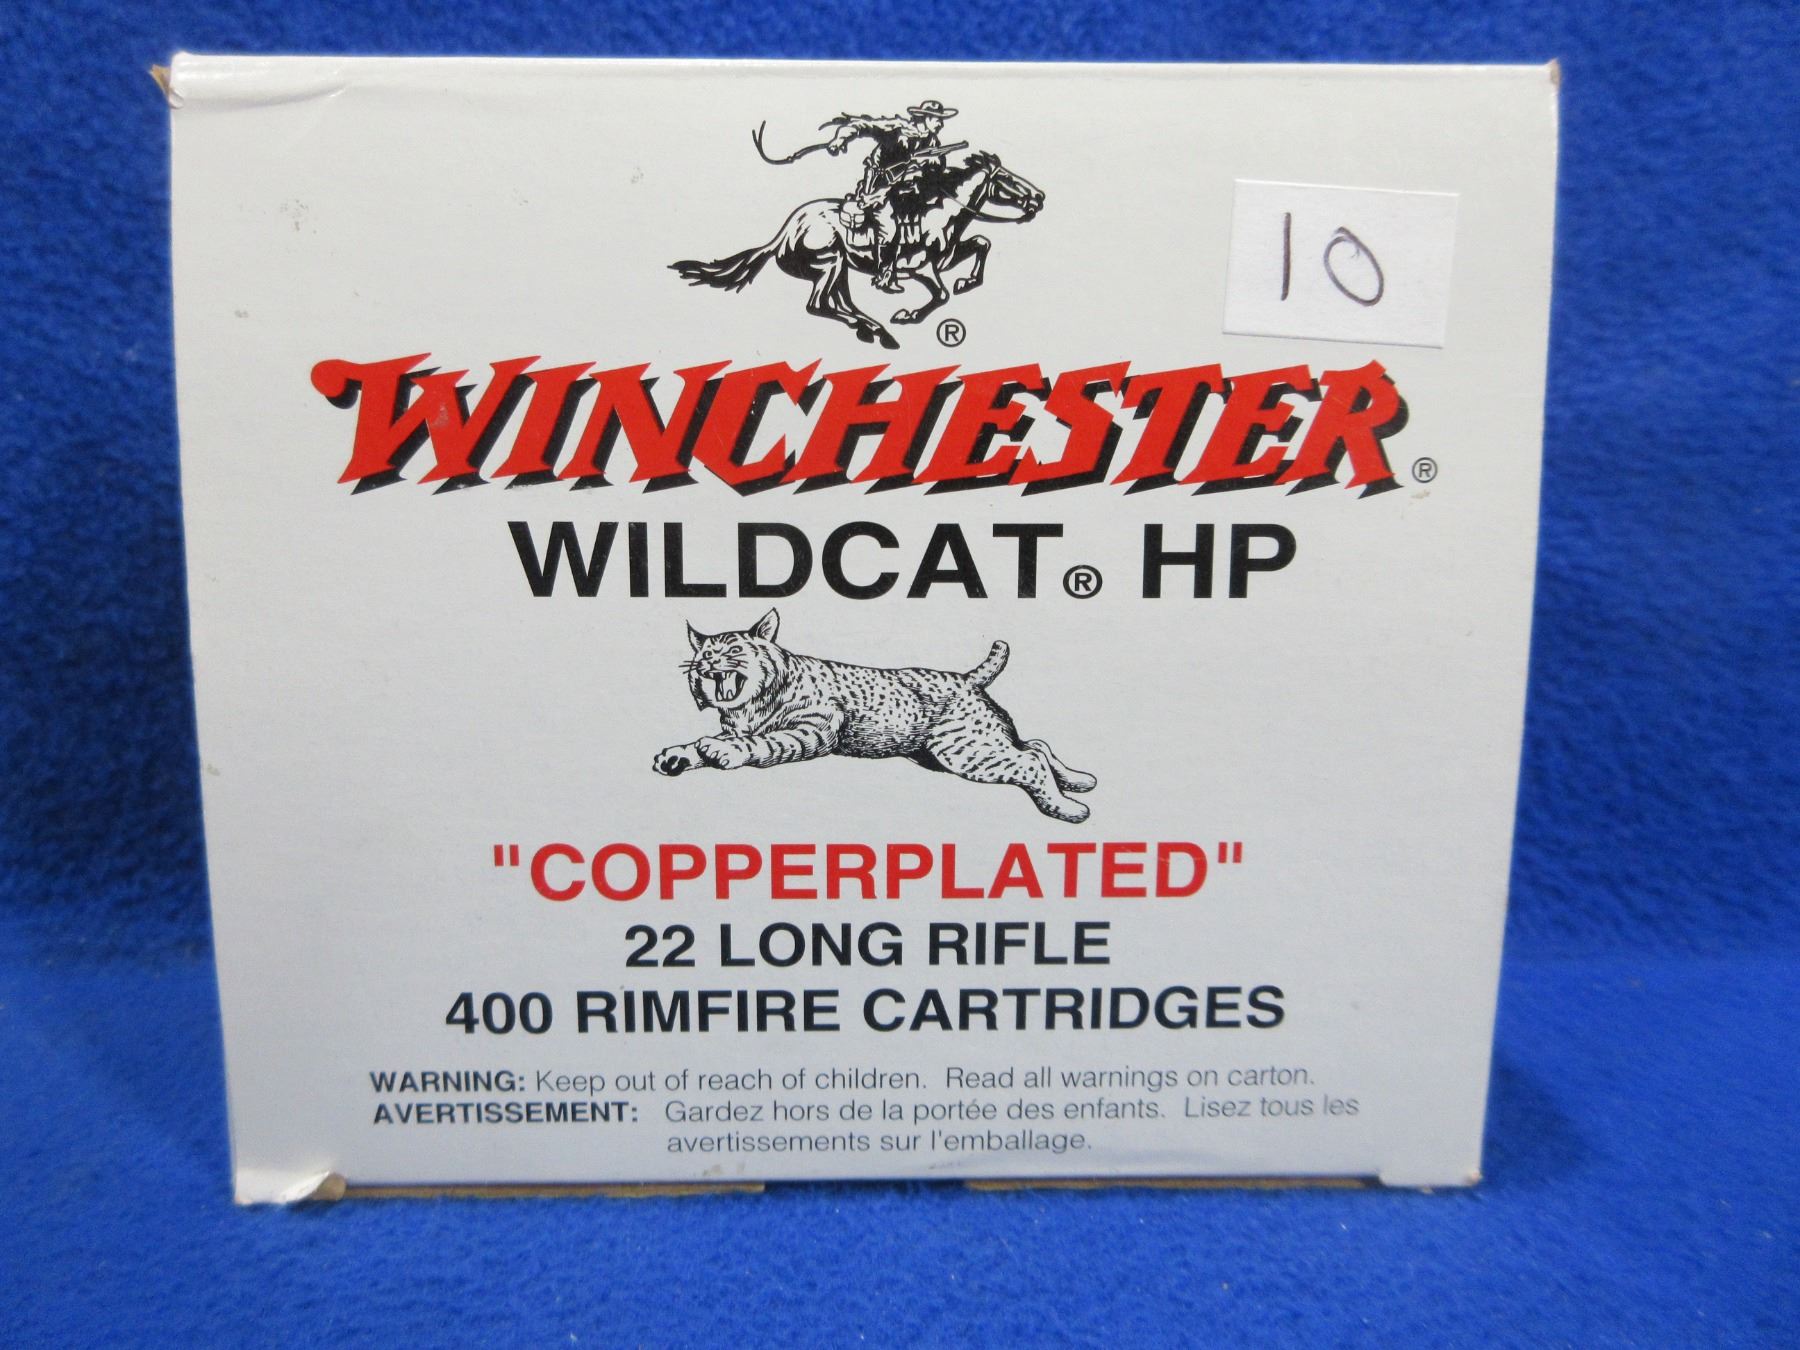 10
®
WINCHESTER®
WILDCAT® HP
"COPPERPLATED"
22 LONG RIFLE
400 RIMFIRE CARTRIDGES
WARNING: Keep out of reach of children. Read all warnings on carton.
AVERTISSEMENT: Gardez hors de la portée des enfants. Lisez tous les
avertissements sur l'emballage.